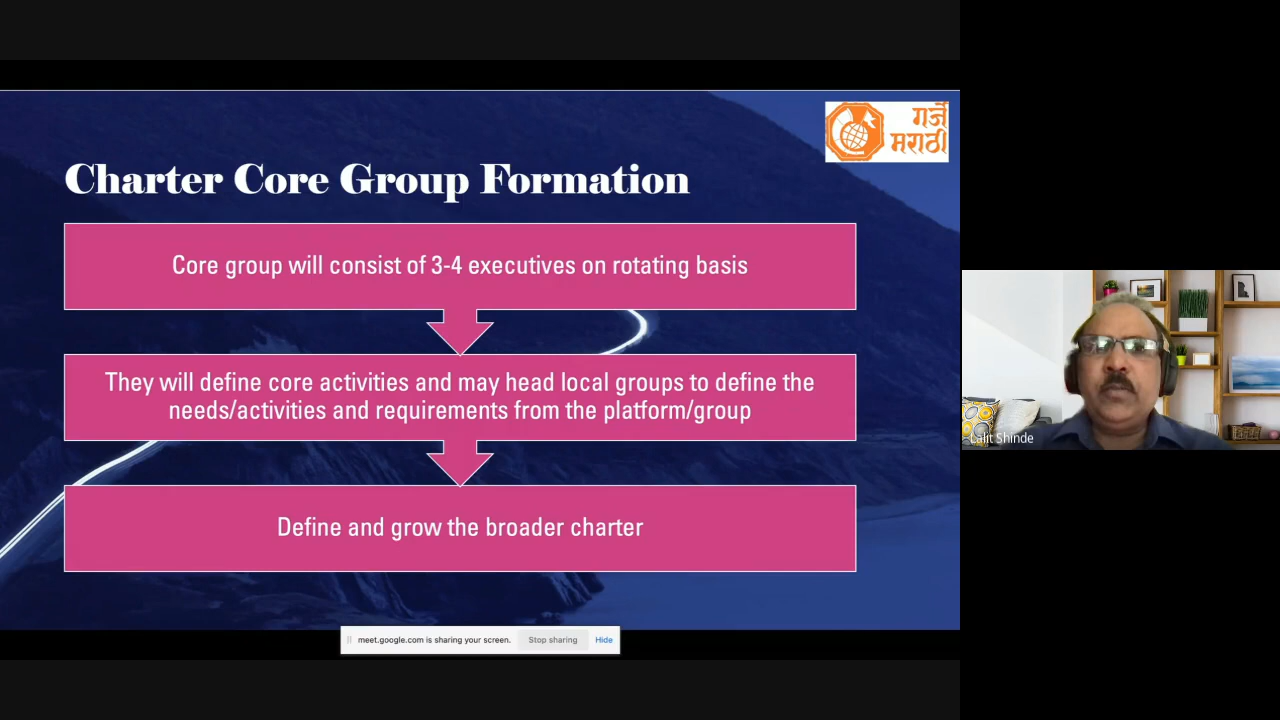 गर्जे
मराठी
Charter Core Group Formation
Core group will consist of 3-4 executives on rotating basis
They will define core activities and may head local groups to define the
needs/activities and requirements from the platform/group
Define and grow the broader charter
Lalit Shinde
meet.google.com is sharing your screen. Stop sharing Hide